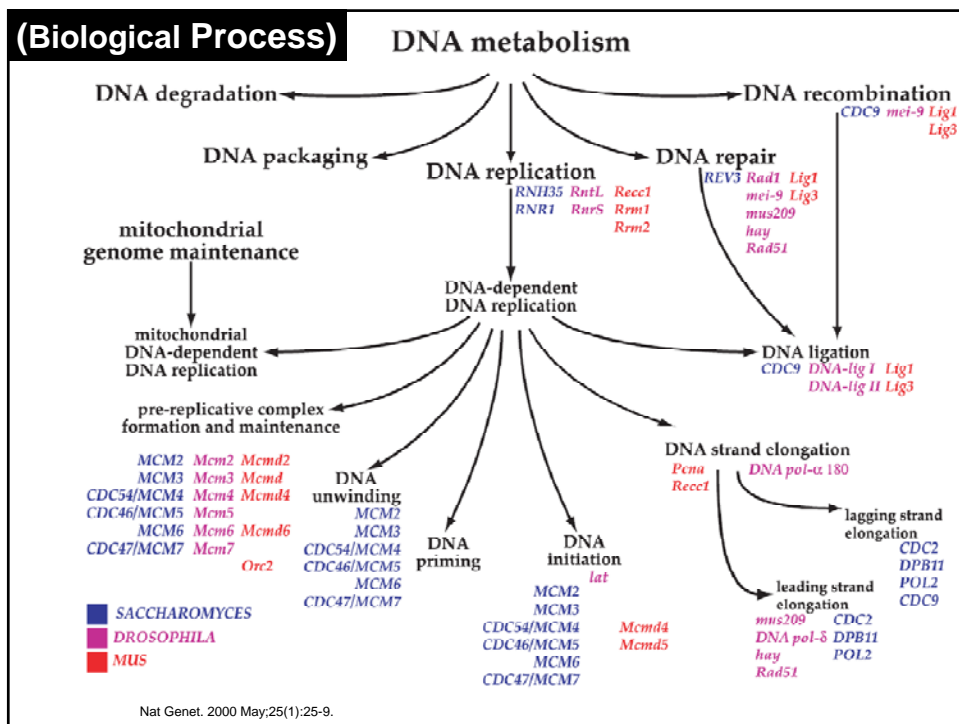 (Biological Process)
DNA metabolism
DNA degradation
DNA recombination
CDC9 mei-9 Lig1
Lig3
DNA packaging
DNA replication
RNH35 RntL Recc1
RNR1 RnrS Rrm1
Rrm2
DNA repair
REV3 Rad1 Lig1
mei-9 Lig3
mus209
hay
Rad51
mitochondrial
genome maintenance
DNA-dependent
DNA replication
mitochondrial
DNA-dependent
DNA replication
DNA ligation
CDC9 DNA-lig I Lig1
DNA-lig II Lig3
pre-replicative complex
formation and maintenance
MCM2 Mcm2 Mcmd2
MCM3 Mcm3 Mcmd
CDC54/MCM4 Mcm4 Mcmd4
CDC46/MCM5 Mcm5
MCM6 Mcm6 Mcmd6
CDC47/MCM7 Mcm7
Orc2
DNA
unwinding
MCM2
MCM3
CDC54/MCM4
CDC46/MCM5
MCM6
CDC47/MCM7
DNA
priming
DNA
initiation
lat
MCM2
MCM3
CDC54/MCM4 Mcmd4
CDC46/MCM5 Mcmd5
MCM6
CDC47/MCM7
DNA strand elongation
Pcna DNA pol-α 180
Recc1
lagging strand
elongation
CDC2
DPB11
POL2
CDC9
leading strand
elongation
mus209 CDC2
DNA pol-δ DPB11
hay POL2
Rad51
SACCHAROMYCES
DROSOPHILA
MUS
Nat Genet. 2000 May;25(1):25-9.